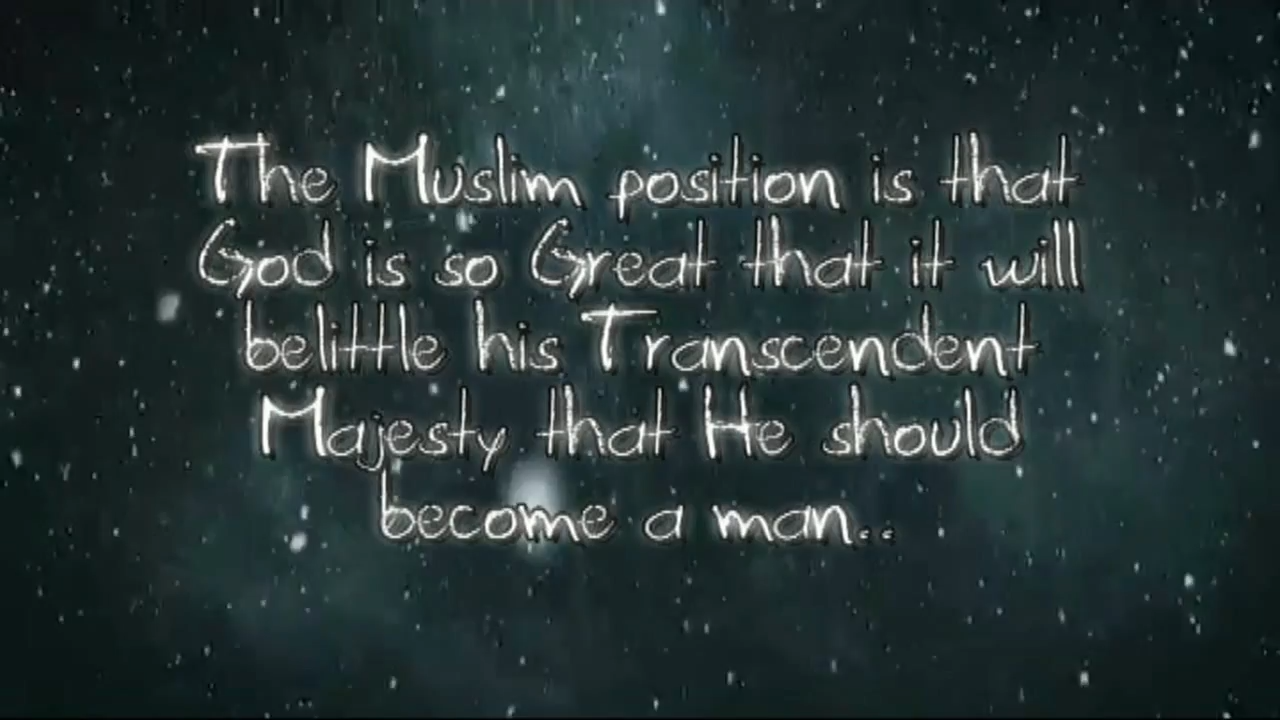 The Muslim position is that
God is so Great that it will
belittle his Transcendent
Majesty that He should
become a man..